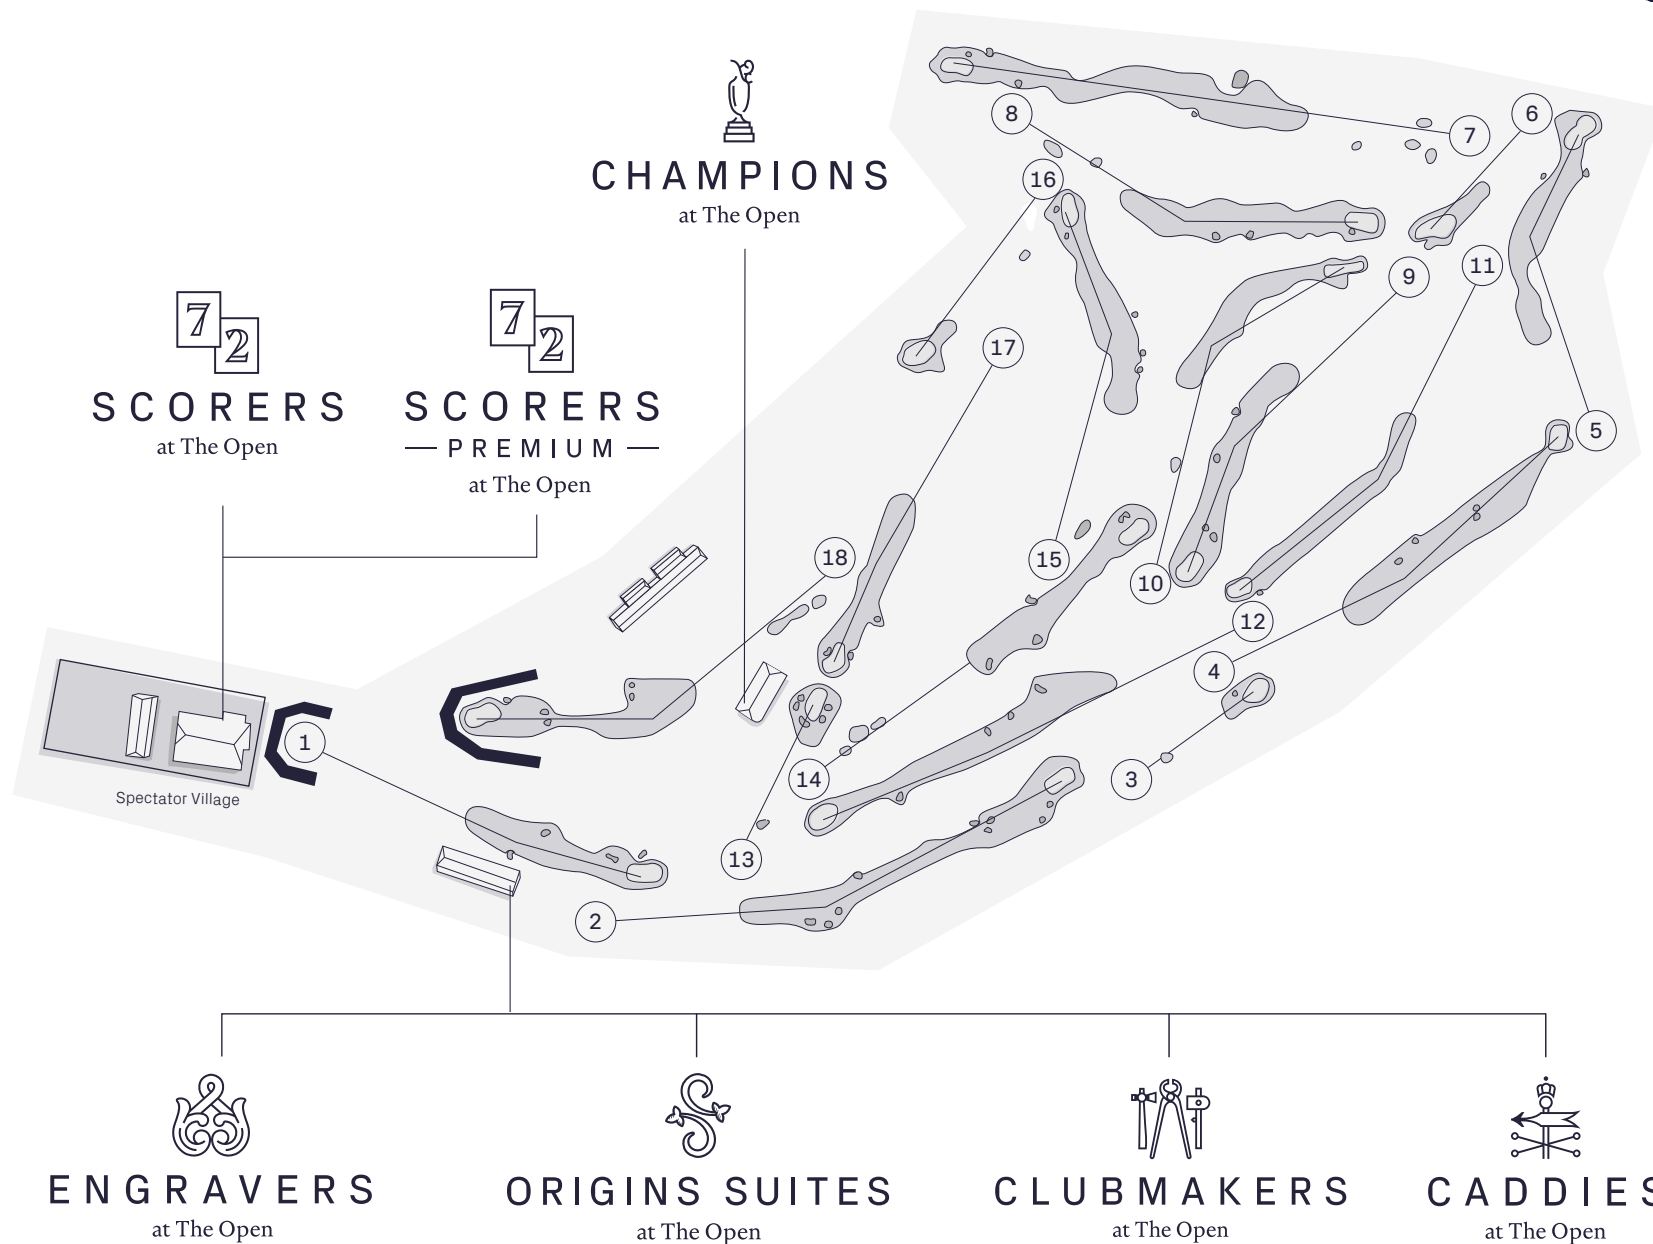 CHAMPIONS
at The Open
7
2
SCORERS
at The Open
7
2
SCORERS
PREMIUM
at The Open
8
7
6
16
9
11
17
5
18
15
10
12
4
1
3
14
13
2
Spectator Village
ENGRAVERS
at The Open
ORIGINS SUITES
at The Open
CLUBMAKERS
at The Open
CADDIES
at The Open